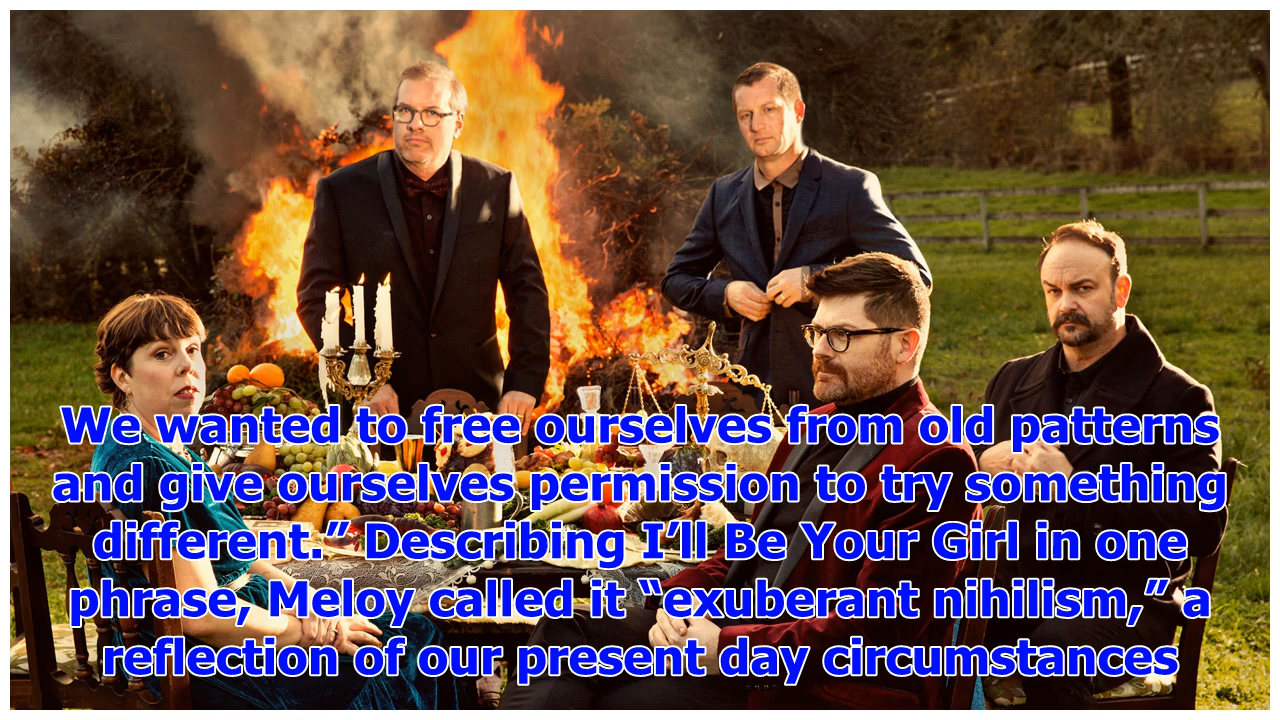 We wanted to free ourselves from old patterns
and give ourselves permission to try something
different.” Describing I’ll Be Your Girl in one
phrase, Meloy called it “exuberant nihilism,” a
reflection of our present day circumstances